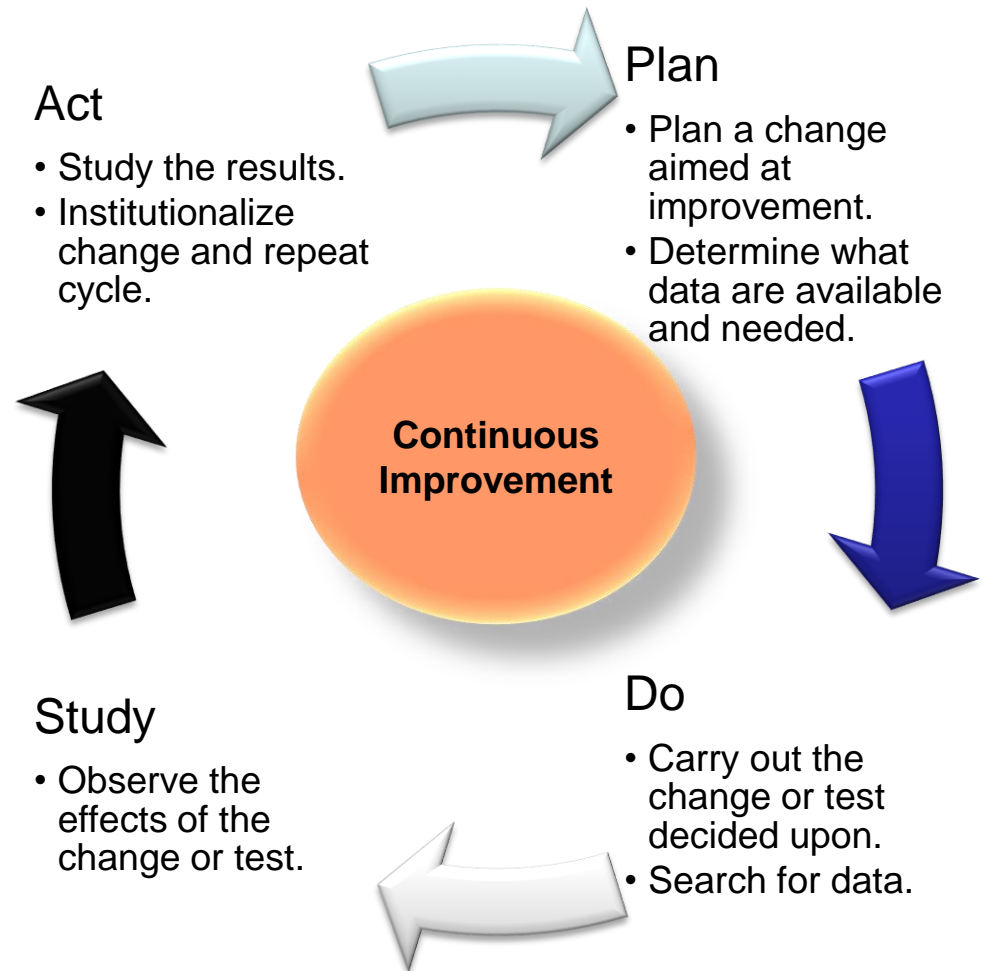 Plan
• Plan a change
aimed at
improvement.
• Determine what
data are available
and needed.
Do
• Carry out the
change or test
decided upon.
• Search for data.
Study
• Observe the
effects of the
change or test.
Act
• Study the results.
• Institutionalize
change and repeat
cycle.
Continuous
Improvement